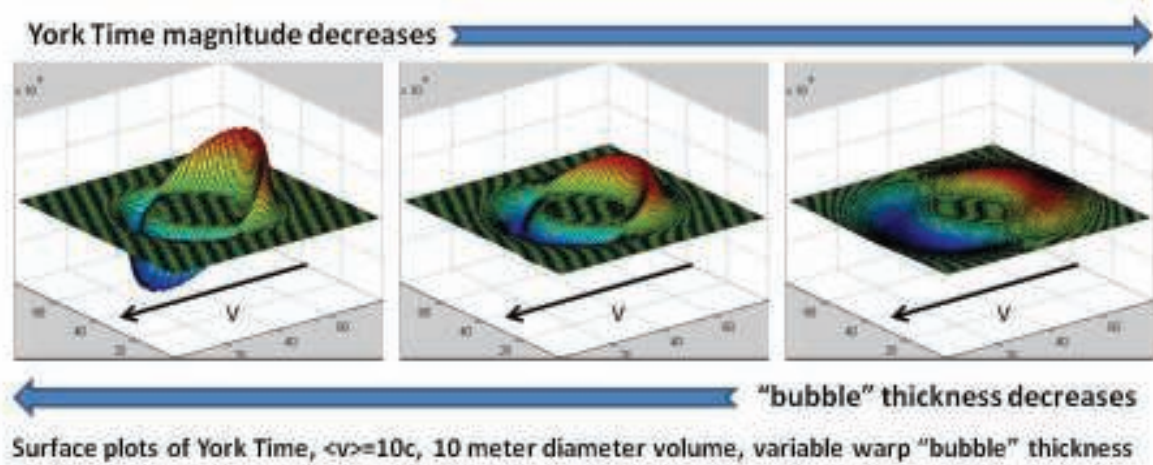 York Time magnitude decreases
V
V
V
"bubble" thickness decreases
Surface plots of York Time, <v>=10c, 10 meter diameter volume, variable warp "bubble" thickness